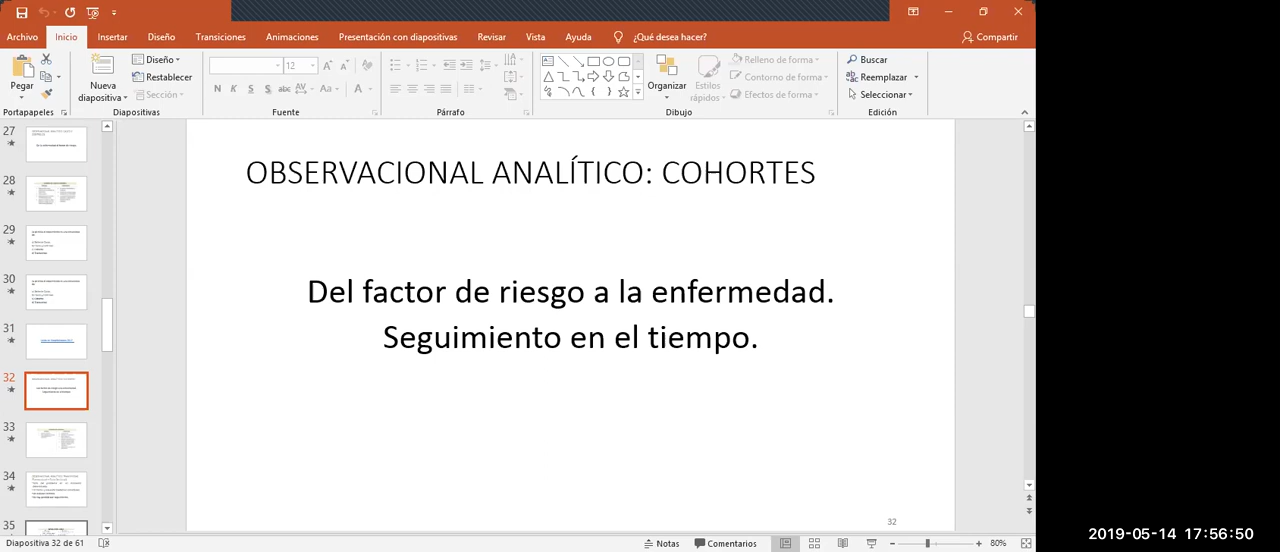 Archivo Inicio Insertar Diseño Transiciones Animaciones Presentación con diapositivas Revisar Vista Ayuda ¿Qué desea hacer? Compartir
Pegar
Portapapeles
Nueva
diapositiva
Diseño
Restablecer
Sección
Diapositivas
12
N K S S abc AV Aa A
Fuente
Párrafo
Organizar
Estilos
rápidos
Relleno de forma
Contorno de forma
Efectos de forma
Dibujo
Buscar
Reemplazar
Seleccionar
Edición
27
28
29
30
31
32
33
34
35
OBSERVACIONAL ANALÍTICO: COHORTES
Del factor de riesgo a la enfermedad.
Seguimiento en el tiempo.
32
Diapositiva 32 de 61
Notas Comentarios 80%
2019-05-14 17:56:50